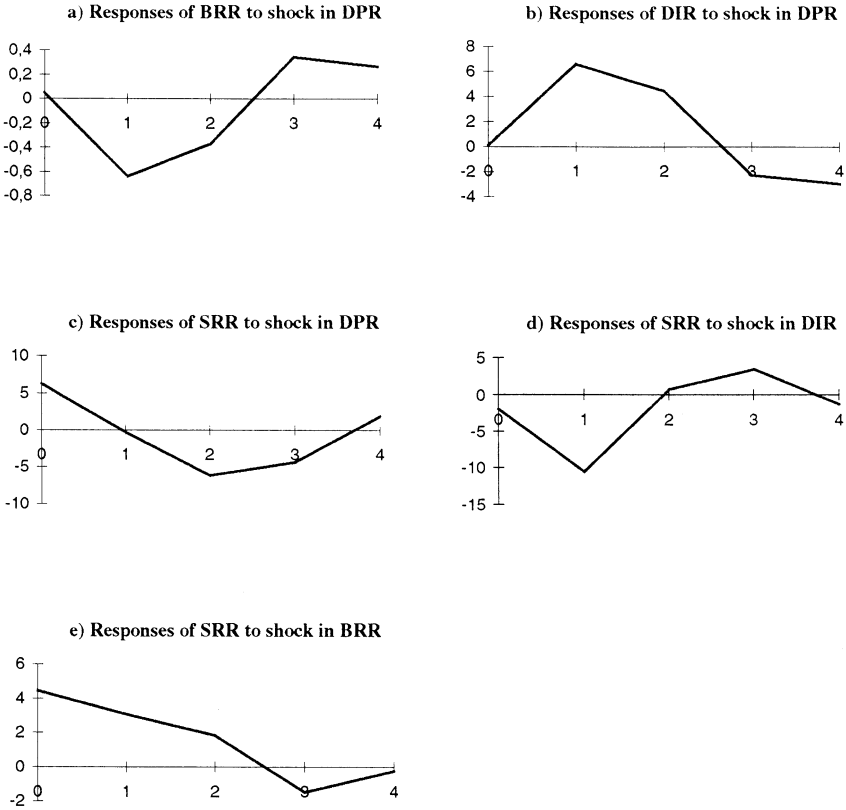 a) Responses of BRR to shock in DPR
0,4
0,2
0
-0,2
-0,4
-0,6
-0,8
0 1 2 3 4
b) Responses of DIR to shock in DPR
8
6
4
2
0
-2
-4
0 1 2 3 4
c) Responses of SRR to shock in DPR
10
5
0
-5
-10
0 1 2 3 4
d) Responses of SRR to shock in DIR
5
0
-5
-10
-15
0 1 2 3 4
e) Responses of SRR to shock in BRR
6
4
2
0
-2
0 1 2 3 4